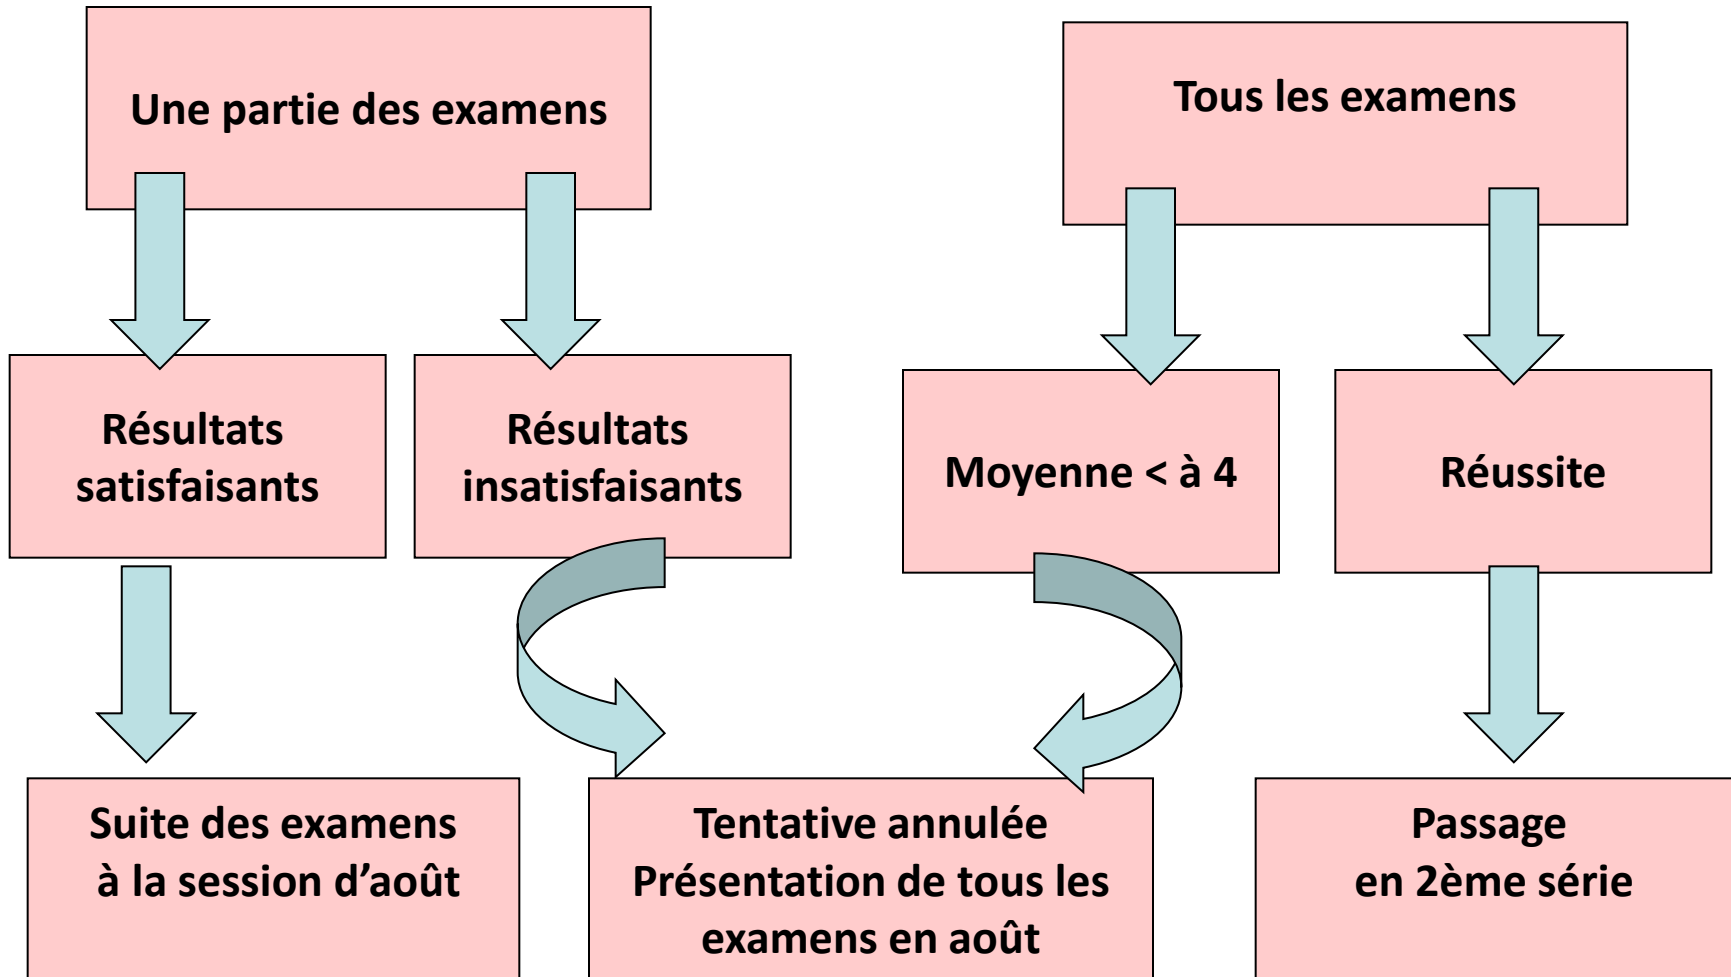 Une partie des examens
Tous les examens
Résultats
satisfaisants
Résultats
insatisfaisants
Moyenne < à 4
Réussite
Suite des examens
à la session d’août
Tentative annulée
Présentation de tous les
examens en août
Passage
en 2ème série